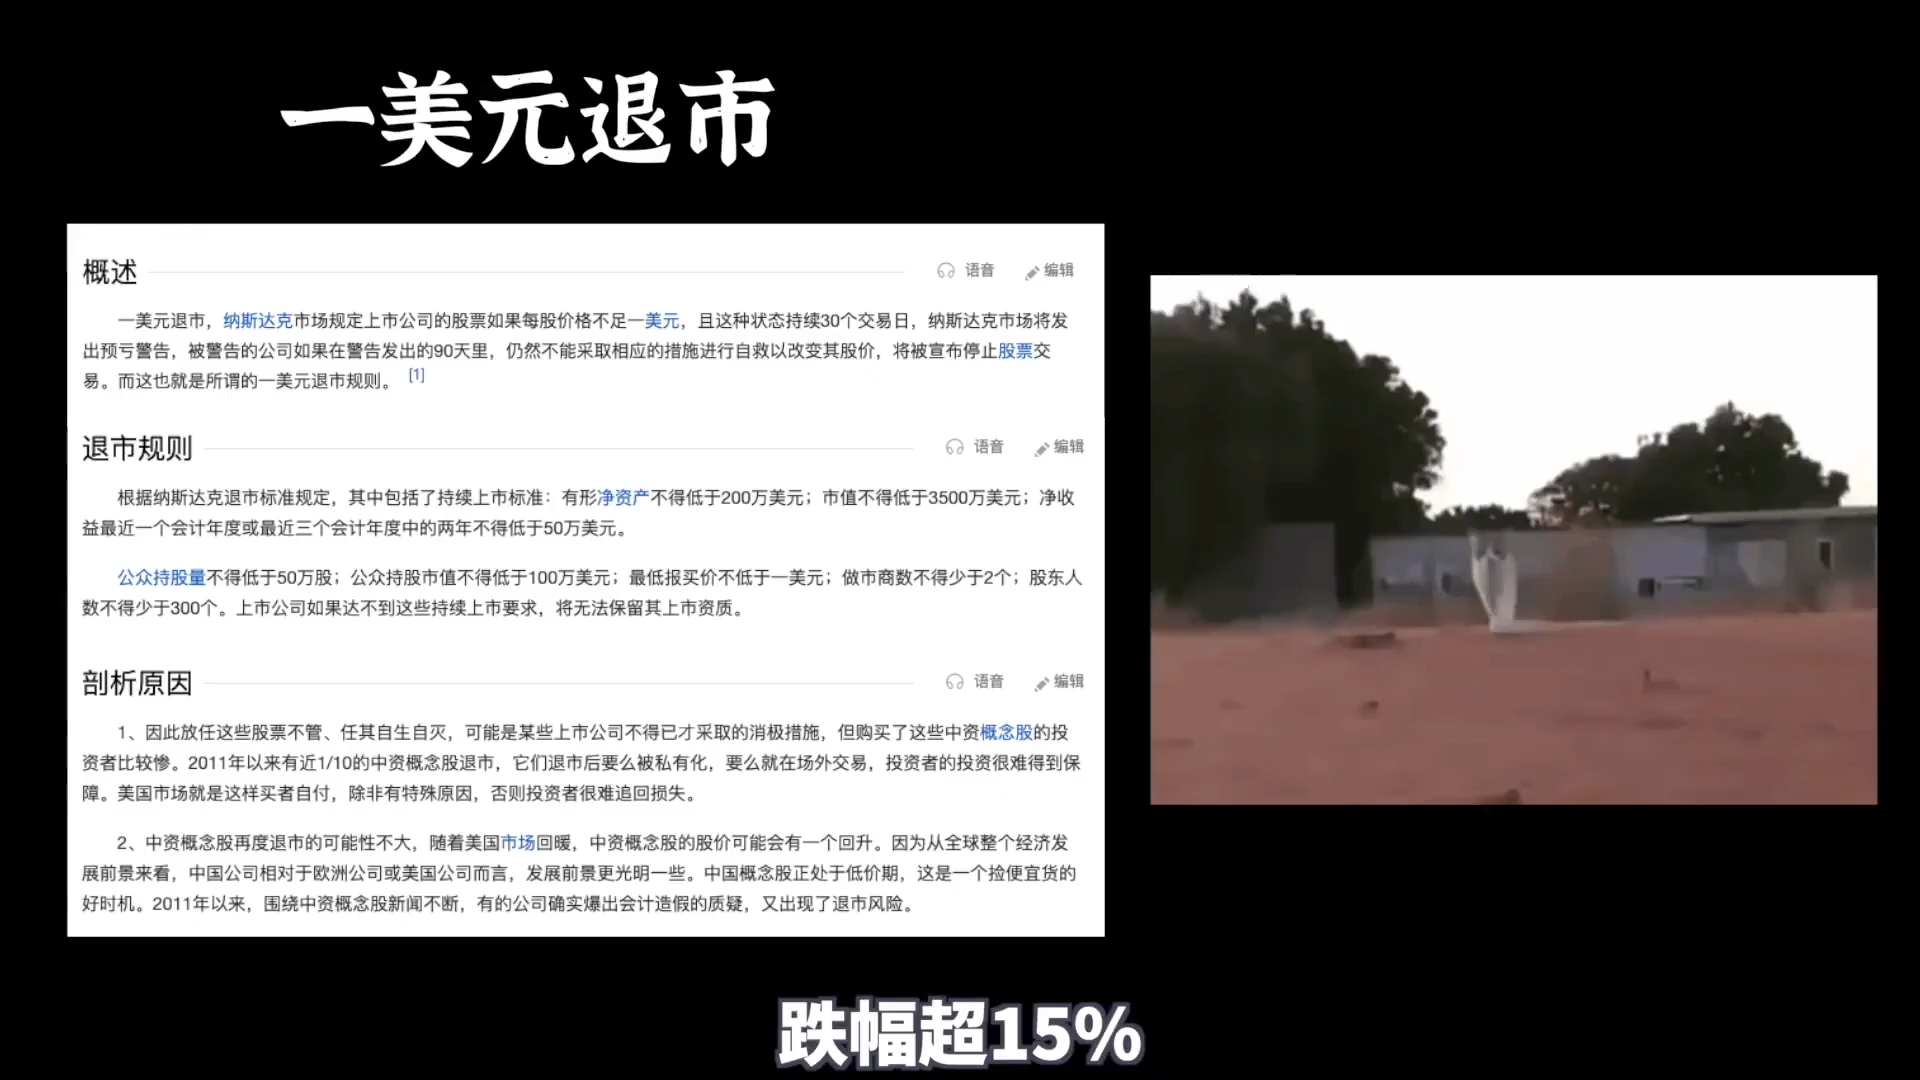 一美元退市
概述
语音 编辑
一美元退市，纳斯达克市场规定上市公司的股票如果每股价格不足一美元，且这种状态持续30个交易日，纳斯达克市场将发
出预亏警告，被警告的公司如果在警告发出的90天里，仍然不能采取相应的措施进行自救以改变其股价，将被宣布停止股票交
易。而这也就是所谓的一美元退市规则。 [1]
退市规则
语音 编辑
根据纳斯达克退市标准规定，其中包括了持续上市标准：有形净资产不得低于200万美元；市值不得低于3500万美元；净收
益最近一个会计年度或最近三个会计年度中的两年不得低于50万美元。
公众持股量不得低于50万股；公众持股市值不得低于100万美元；最低报买价不低于一美元；做市商数不得少于2个；股东人
数不得少于300个。上市公司如果达不到这些持续上市要求，将无法保留其上市资质。
剖析原因
语音 编辑
1、因此放任这些股票不管、任其自生自灭，可能是某些上市公司不得已才采取的消极措施，但购买了这些中资概念股的投
资者比较惨。2011年以来有近1/10的中资概念股退市，它们退市后要么被私有化，要么就在场外交易，投资者的投资很难得到保
障。美国市场就是这样买者自付，除非有特殊原因，否则投资者很难追回损失。
2、中资概念股再度退市的可能性不大，随着美国市场回暖，中资概念股的股价可能会有一个回升。因为从全球整个经济发
展前景来看，中国公司相对于欧洲公司或美国公司而言，发展前景更光明一些。中国概念股正处于低价期，这是一个捡便宜货的
好时机。2011年以来，围绕中资概念股新闻不断，有的公司确实爆出会计造假的质疑，又出现了退市风险。
跌幅超15%